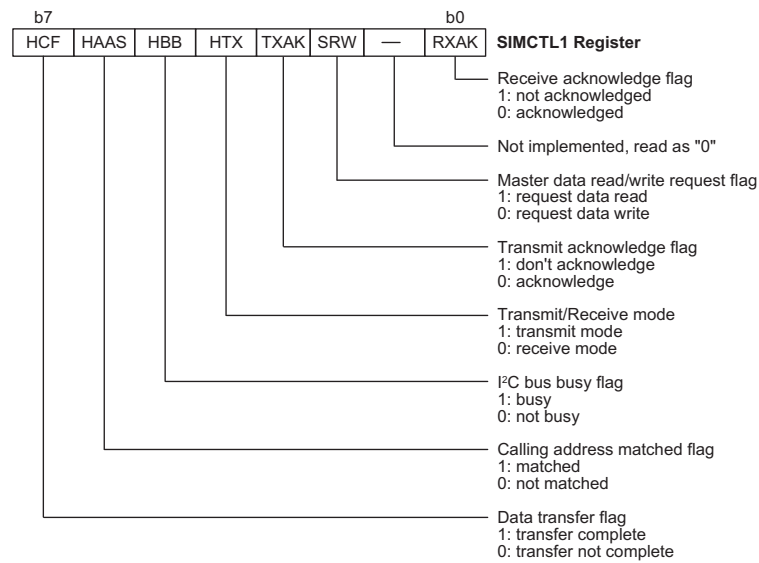 b7 b0
HCF HAAS HBB HTX TXAK SRW — RXAK SIMCTL1 Register
Receive acknowledge flag
1: not acknowledged
0: acknowledged
Not implemented, read as "0"
Master data read/write request flag
1: request data read
0: request data write
Transmit acknowledge flag
1: don't acknowledge
0: acknowledge
Transmit/Receive mode
1: transmit mode
0: receive mode
I²C bus busy flag
1: busy
0: not busy
Calling address matched flag
1: matched
0: not matched
Data transfer flag
1: transfer complete
0: transfer not complete